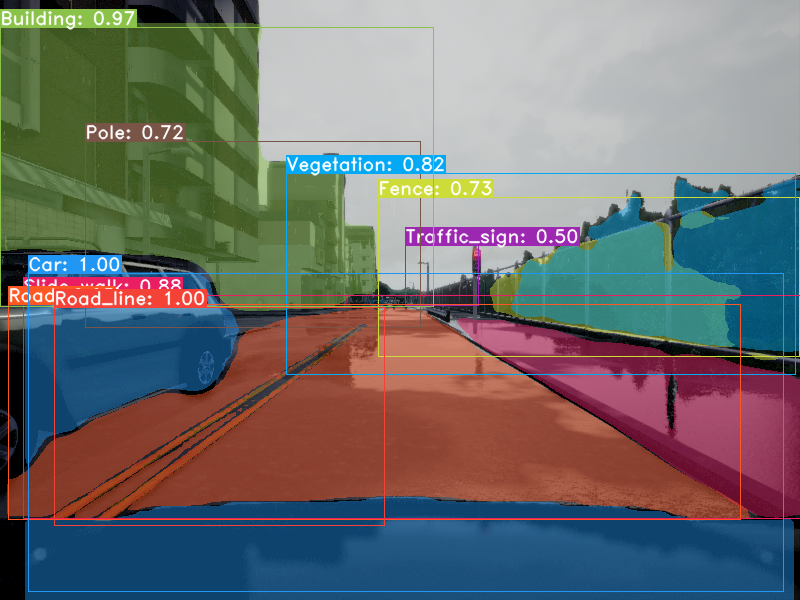 Building: 0.97
Pole: 0.72
Vegetation: 0.82
Fence: 0.73
Traffic_sign: 0.50
Car: 1.00
Side_walk: 0.88
Road
Road_line: 1.00